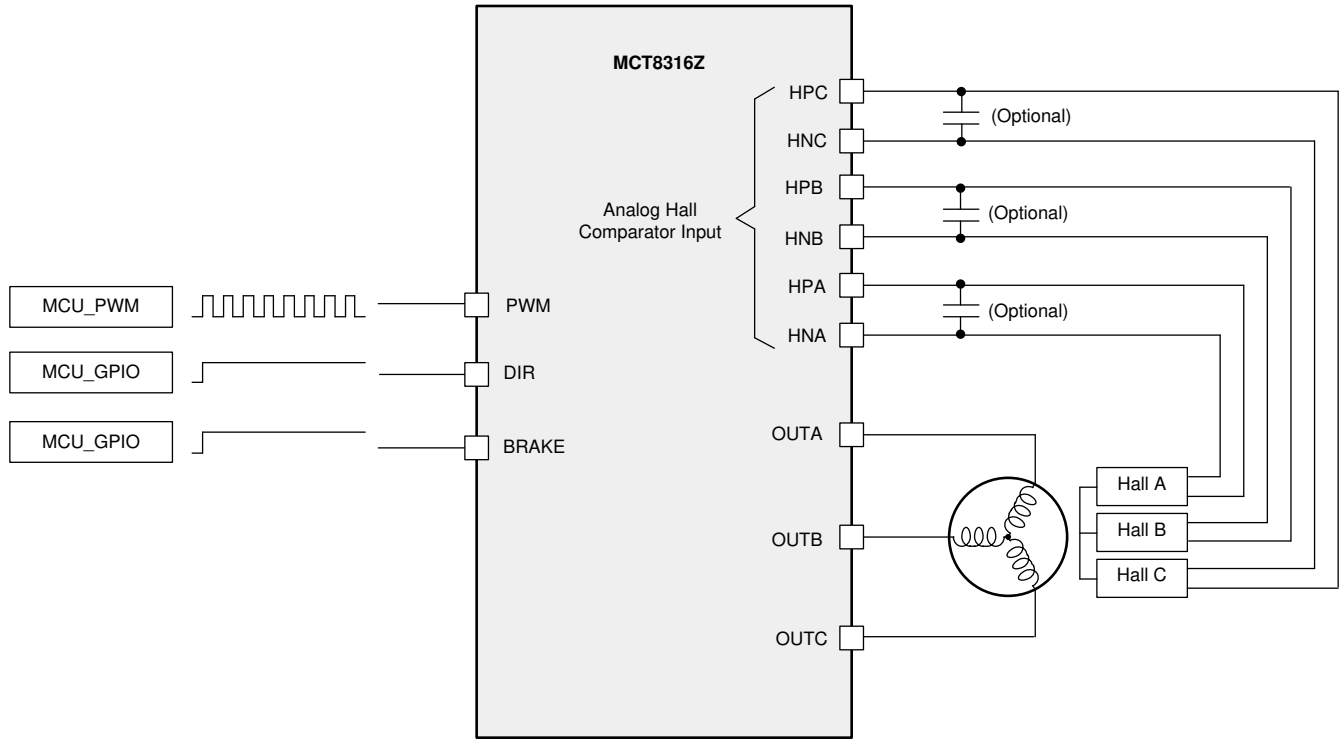 MCT8316Z
HPC
(Optional)
HNC
HPB
Analog Hall
Comparator Input
(Optional)
HNB
HPA
MCU_PWM
PWM
(Optional)
HNA
MCU_GPIO
DIR
MCU_GPIO
BRAKE
OUTA
Hall A
OUTB
Hall B
Hall C
OUTC